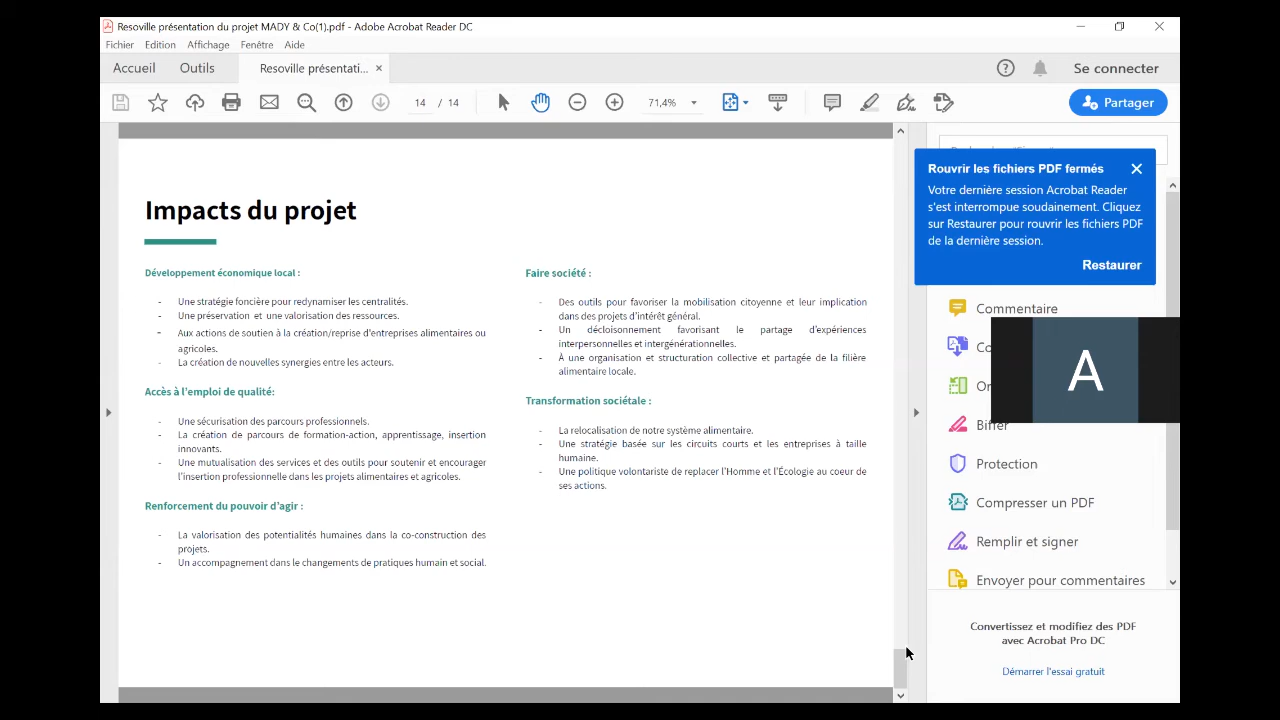 Resoville présentation du projet MADY & Co(1).pdf - Adobe Acrobat Reader DC
Fichier Edition Affichage Fenêtre Aide
Accueil Outils Resoville présentati... ×
Se connecter
14 / 14
71,4%
Partager
Impacts du projet
Développement économique local :
- Une stratégie foncière pour redynamiser les centralités.
- Une préservation et une valorisation des ressources.
- Aux actions de soutien à la création/reprise d'entreprises alimentaires ou
agricoles.
- La création de nouvelles synergies entre les acteurs.
Accès à l'emploi de qualité:
- Une sécurisation des parcours professionnels.
- La création de parcours de formation-action, apprentissage, insertion
innovants.
- Une mutualisation des services et des outils pour soutenir et encourager
l'insertion professionnelle dans les projets alimentaires et agricoles.
Renforcement du pouvoir d'agir :
- La valorisation des potentialités humaines dans la co-construction des
projets.
- Un accompagnement dans le changements de pratiques humain et social.
Faire société :
- Des outils pour favoriser la mobilisation citoyenne et leur implication
dans des projets d'intérêt général.
- Un décloisonnement favorisant le partage d'expériences
interpersonnelles et intergénérationnelles.
- À une organisation et structuration collective et partagée de la filière
alimentaire locale.
Transformation sociétale :
- La relocalisation de notre système alimentaire.
- Une stratégie basée sur les circuits courts et les entreprises à taille
humaine.
- Une politique volontariste de replacer l'Homme et l'Écologie au coeur de
ses actions.
Rouvrir les fichiers PDF fermés
Votre dernière session Acrobat Reader
s'est interrompue soudainement. Cliquez
sur Restaurer pour rouvrir les fichiers PDF
de la dernière session.
Restaurer
Commentaire
Co
Or
Biffer
A
Protection
Compresser un PDF
Remplir et signer
Envoyer pour commentaires
Convertissez et modifiez des PDF
avec Acrobat Pro DC
Démarrer l'essai gratuit